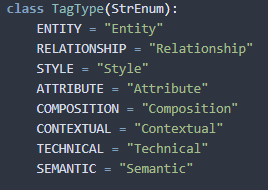 class TagType(StrEnum):
    ENTITY = "Entity"
    RELATIONSHIP = "Relationship"
    STYLE = "Style"
    ATTRIBUTE = "Attribute"
    COMPOSITION = "Composition"
    CONTEXTUAL = "Contextual"
    TECHNICAL = "Technical"
    SEMANTIC = "Semantic"